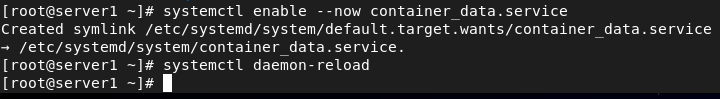 [root@server1 ~]# systemctl enable --now container_data.service
Created symlink /etc/systemd/system/default.target.wants/container_data.service
→ /etc/systemd/system/container_data.service.
[root@server1 ~]# systemctl daemon-reload
[root@server1 ~]#